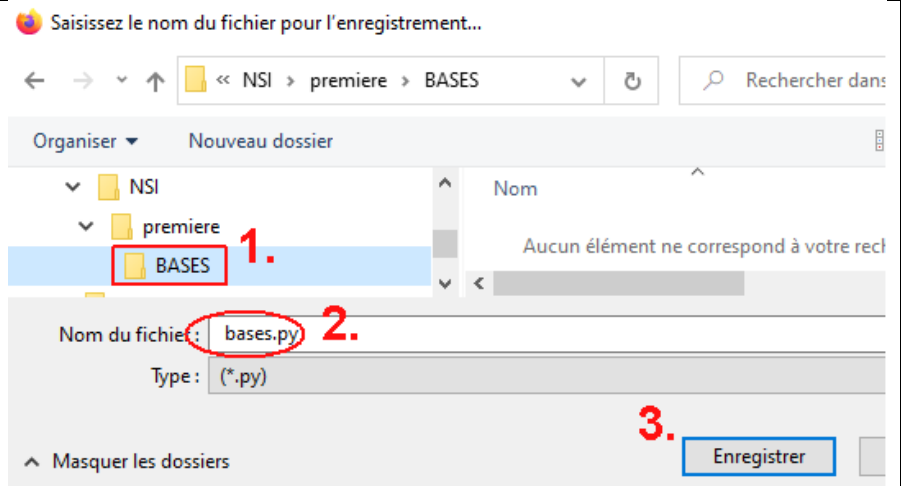 Saisissez le nom du fichier pour l'enregistrement...
« NSI > premiere > BASES
Rechercher dans
Organiser
Nouveau dossier
NSI
premiere
BASES
1.
Nom
Aucun élément ne correspond à votre rech
Nom du fichier : bases.py
2.
Type : (*.py)
3.
Enregistrer
Masquer les dossiers